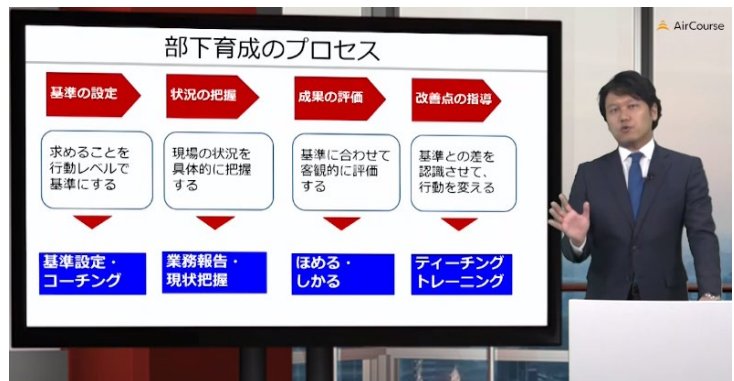 AirCourse
部下育成のプロセス
基準の設定
状況の把握
成果の評価
改善点の指導
求めることを
行動レベルで
基準にする
現場の状況を
具体的に把握
する
基準に合わせて
客観的に評価
する
基準との差を
認識させて、
行動を変える
基準設定・
コーチング
業務報告・
現状把握
ほめる・
しかる
ティーチング
トレーニング